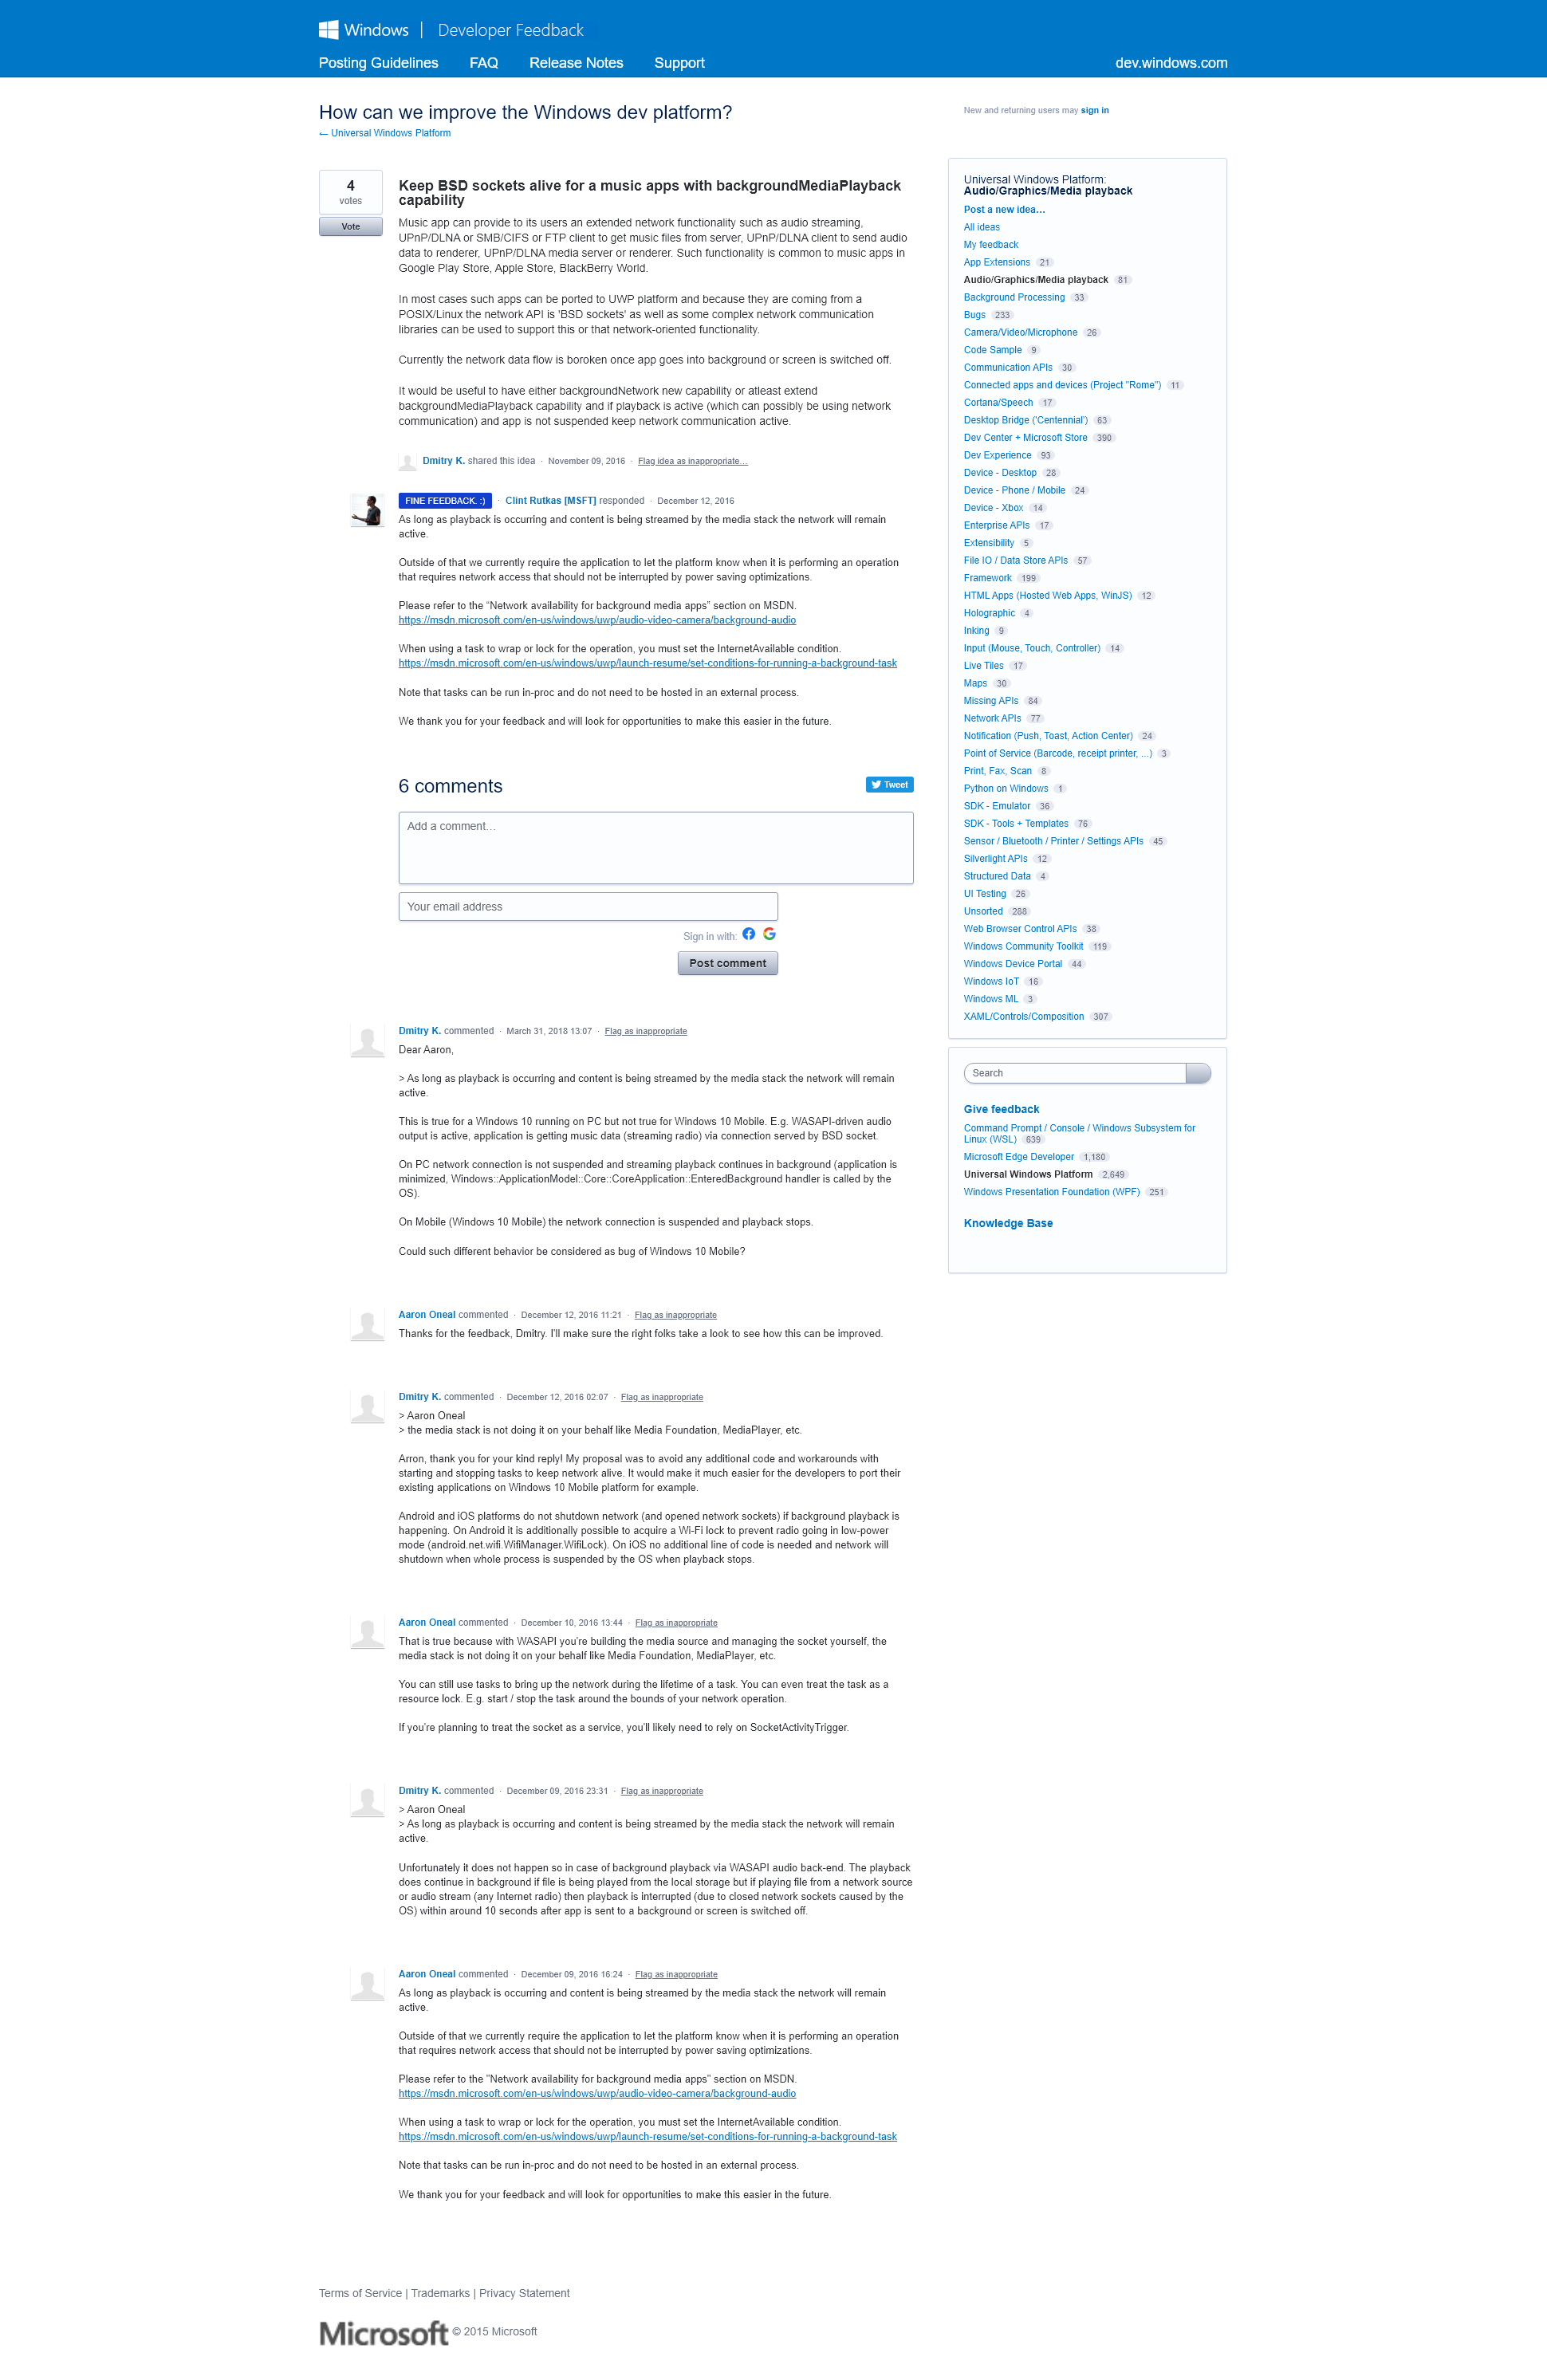 Windows | Developer Feedback
Posting Guidelines FAQ Release Notes Support dev.windows.com
How can we improve the Windows dev platform?
← Universal Windows Platform
New and returning users may sign in
4
votes
Vote
Keep BSD sockets alive for a music apps with backgroundMediaPlayback
capability
Music app can provide to its users an extended network functionality such as audio streaming,
UPnP/DLNA or SMB/CIFS or FTP client to get music files from server, UPnP/DLNA client to send audio
data to renderer, UPnP/DLNA media server or renderer. Such functionality is common to music apps in
Google Play Store, Apple Store, BlackBerry World.
In most cases such apps can be ported to UWP platform and because they are coming from a
POSIX/Linux the network API is 'BSD sockets' as well as some complex network communication
libraries can be used to support this or that network-oriented functionality.
Currently the network data flow is boroken once app goes into background or screen is switched off.
It would be useful to have either backgroundNetwork new capability or atleast extend
backgroundMediaPlayback capability and if playback is active (which can possibly be using network
communication) and app is not suspended keep network communication active.
Dmitry K. shared this idea · November 09, 2016 · Flag idea as inappropriate…
FINE FEEDBACK. :) · Clint Rutkas [MSFT] responded · December 12, 2016
As long as playback is occurring and content is being streamed by the media stack the network will remain
active.
Outside of that we currently require the application to let the platform know when it is performing an operation
that requires network access that should not be interrupted by power saving optimizations.
Please refer to the “Network availability for background media apps” section on MSDN.
https://msdn.microsoft.com/en-us/windows/uwp/audio-video-camera/background-audio
When using a task to wrap or lock for the operation, you must set the InternetAvailable condition.
https://msdn.microsoft.com/en-us/windows/uwp/launch-resume/set-conditions-for-running-a-background-task
Note that tasks can be run in-proc and do not need to be hosted in an external process.
We thank you for your feedback and will look for opportunities to make this easier in the future.
6 comments
Tweet
Add a comment…
Your email address
Sign in with:
Post comment
Dmitry K. commented · March 31, 2018 13:07 · Flag as inappropriate
Dear Aaron,
> As long as playback is occurring and content is being streamed by the media stack the network will remain
active.
This is true for a Windows 10 running on PC but not true for Windows 10 Mobile. E.g. WASAPI-driven audio
output is active, application is getting music data (streaming radio) via connection served by BSD socket.
On PC network connection is not suspended and streaming playback continues in background (application is
minimized, Windows::ApplicationModel::Core::CoreApplication::EnteredBackground handler is called by the
OS).
On Mobile (Windows 10 Mobile) the network connection is suspended and playback stops.
Could such different behavior be considered as bug of Windows 10 Mobile?
Aaron Oneal commented · December 12, 2016 11:21 · Flag as inappropriate
Thanks for the feedback, Dmitry. I'll make sure the right folks take a look to see how this can be improved.
Dmitry K. commented · December 12, 2016 02:07 · Flag as inappropriate
> Aaron Oneal
> the media stack is not doing it on your behalf like Media Foundation, MediaPlayer, etc.
Arron, thank you for your kind reply! My proposal was to avoid any additional code and workarounds with
starting and stopping tasks to keep network alive. It would make it much easier for the developers to port their
existing applications on Windows 10 Mobile platform for example.
Android and iOS platforms do not shutdown network (and opened network sockets) if background playback is
happening. On Android it is additionally possible to acquire a Wi-Fi lock to prevent radio going in low-power
mode (android.net.wifi.WifiManager.WifiLock). On iOS no additional line of code is needed and network will
shutdown when whole process is suspended by the OS when playback stops.
Aaron Oneal commented · December 10, 2016 13:44 · Flag as inappropriate
That is true because with WASAPI you're building the media source and managing the socket yourself, the
media stack is not doing it on your behalf like Media Foundation, MediaPlayer, etc.
You can still use tasks to bring up the network during the lifetime of a task. You can even treat the task as a
resource lock. E.g. start / stop the task around the bounds of your network operation.
If you're planning to treat the socket as a service, you'll likely need to rely on SocketActivityTrigger.
Dmitry K. commented · December 09, 2016 23:31 · Flag as inappropriate
> Aaron Oneal
> As long as playback is occurring and content is being streamed by the media stack the network will remain
active.
Unfortunately it does not happen so in case of background playback via WASAPI audio back-end. The playback
does continue in background if file is being played from the local storage but if playing file from a network source
or audio stream (any Internet radio) then playback is interrupted (due to closed network sockets caused by the
OS) within around 10 seconds after app is sent to a background or screen is switched off.
Aaron Oneal commented · December 09, 2016 16:24 · Flag as inappropriate
As long as playback is occurring and content is being streamed by the media stack the network will remain
active.
Outside of that we currently require the application to let the platform know when it is performing an operation
that requires network access that should not be interrupted by power saving optimizations.
Please refer to the "Network availability for background media apps" section on MSDN.
https://msdn.microsoft.com/en-us/windows/uwp/audio-video-camera/background-audio
When using a task to wrap or lock for the operation, you must set the InternetAvailable condition.
https://msdn.microsoft.com/en-us/windows/uwp/launch-resume/set-conditions-for-running-a-background-task
Note that tasks can be run in-proc and do not need to be hosted in an external process.
We thank you for your feedback and will look for opportunities to make this easier in the future.
Universal Windows Platform:
Audio/Graphics/Media playback
Post a new idea…
All ideas
My feedback
App Extensions 21
Audio/Graphics/Media playback 81
Background Processing 33
Bugs 233
Camera/Video/Microphone 26
Code Sample 9
Communication APIs 30
Connected apps and devices (Project "Rome") 11
Cortana/Speech 17
Desktop Bridge ('Centennial') 63
Dev Center + Microsoft Store 390
Dev Experience 93
Device - Desktop 28
Device - Phone / Mobile 24
Device - Xbox 14
Enterprise APIs 17
Extensibility 5
File IO / Data Store APIs 57
Framework 199
HTML Apps (Hosted Web Apps, WinJS) 12
Holographic 4
Inking 9
Input (Mouse, Touch, Controller) 14
Live Tiles 17
Maps 30
Missing APIs 84
Network APIs 77
Notification (Push, Toast, Action Center) 24
Point of Service (Barcode, receipt printer, ...) 3
Print, Fax, Scan 8
Python on Windows 1
SDK - Emulator 36
SDK - Tools + Templates 76
Sensor / Bluetooth / Printer / Settings APIs 45
Silverlight APIs 12
Structured Data 4
UI Testing 26
Unsorted 288
Web Browser Control APIs 38
Windows Community Toolkit 119
Windows Device Portal 44
Windows IoT 16
Windows ML 3
XAML/Controls/Composition 307
Search
Give feedback
Command Prompt / Console / Windows Subsystem for
Linux (WSL) 639
Microsoft Edge Developer 1,180
Universal Windows Platform 2,649
Windows Presentation Foundation (WPF) 251
Knowledge Base
Terms of Service | Trademarks | Privacy Statement
Microsoft © 2015 Microsoft